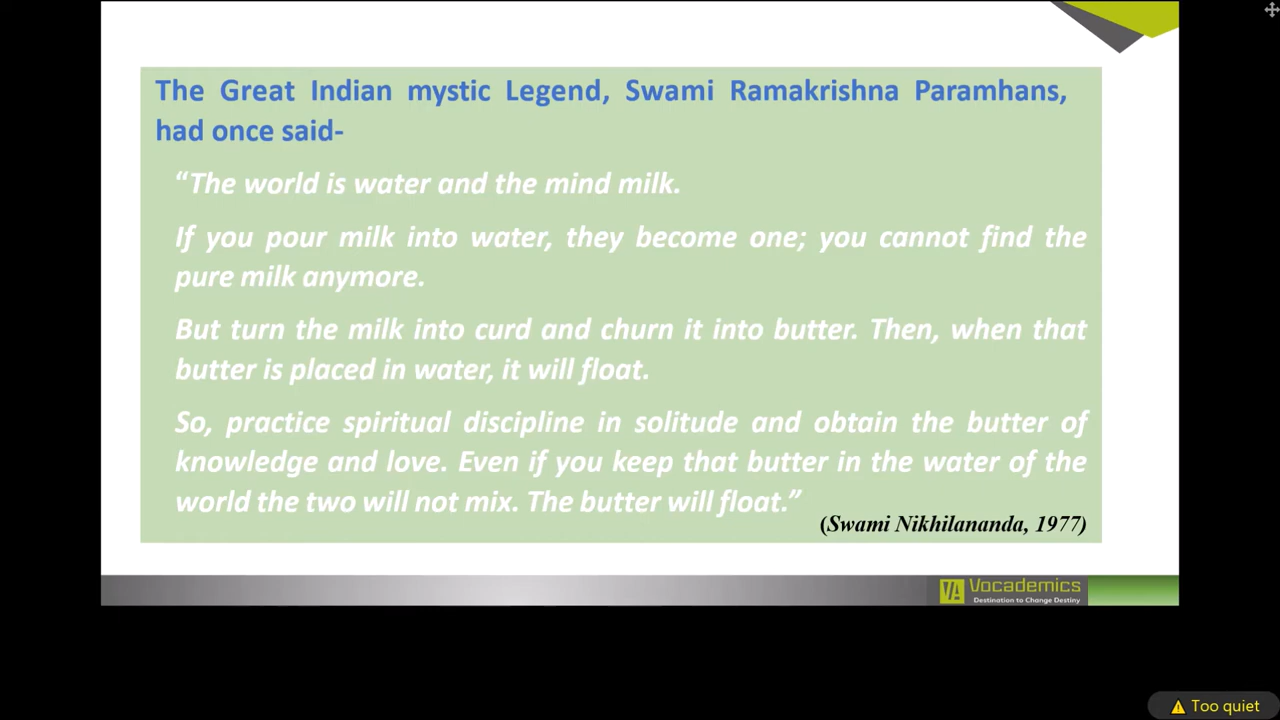 The Great Indian mystic Legend, Swami Ramakrishna Paramhans,
had once said-
“The world is water and the mind milk.
If you pour milk into water, they become one; you cannot find the
pure milk anymore.
But turn the milk into curd and churn it into butter. Then, when that
butter is placed in water, it will float.
So, practice spiritual discipline in solitude and obtain the butter of
knowledge and love. Even if you keep that butter in the water of the
world the two will not mix. The butter will float.”
(Swami Nikhilananda, 1977)
VA Vocademics
Destination to Change Destiny
Too quiet